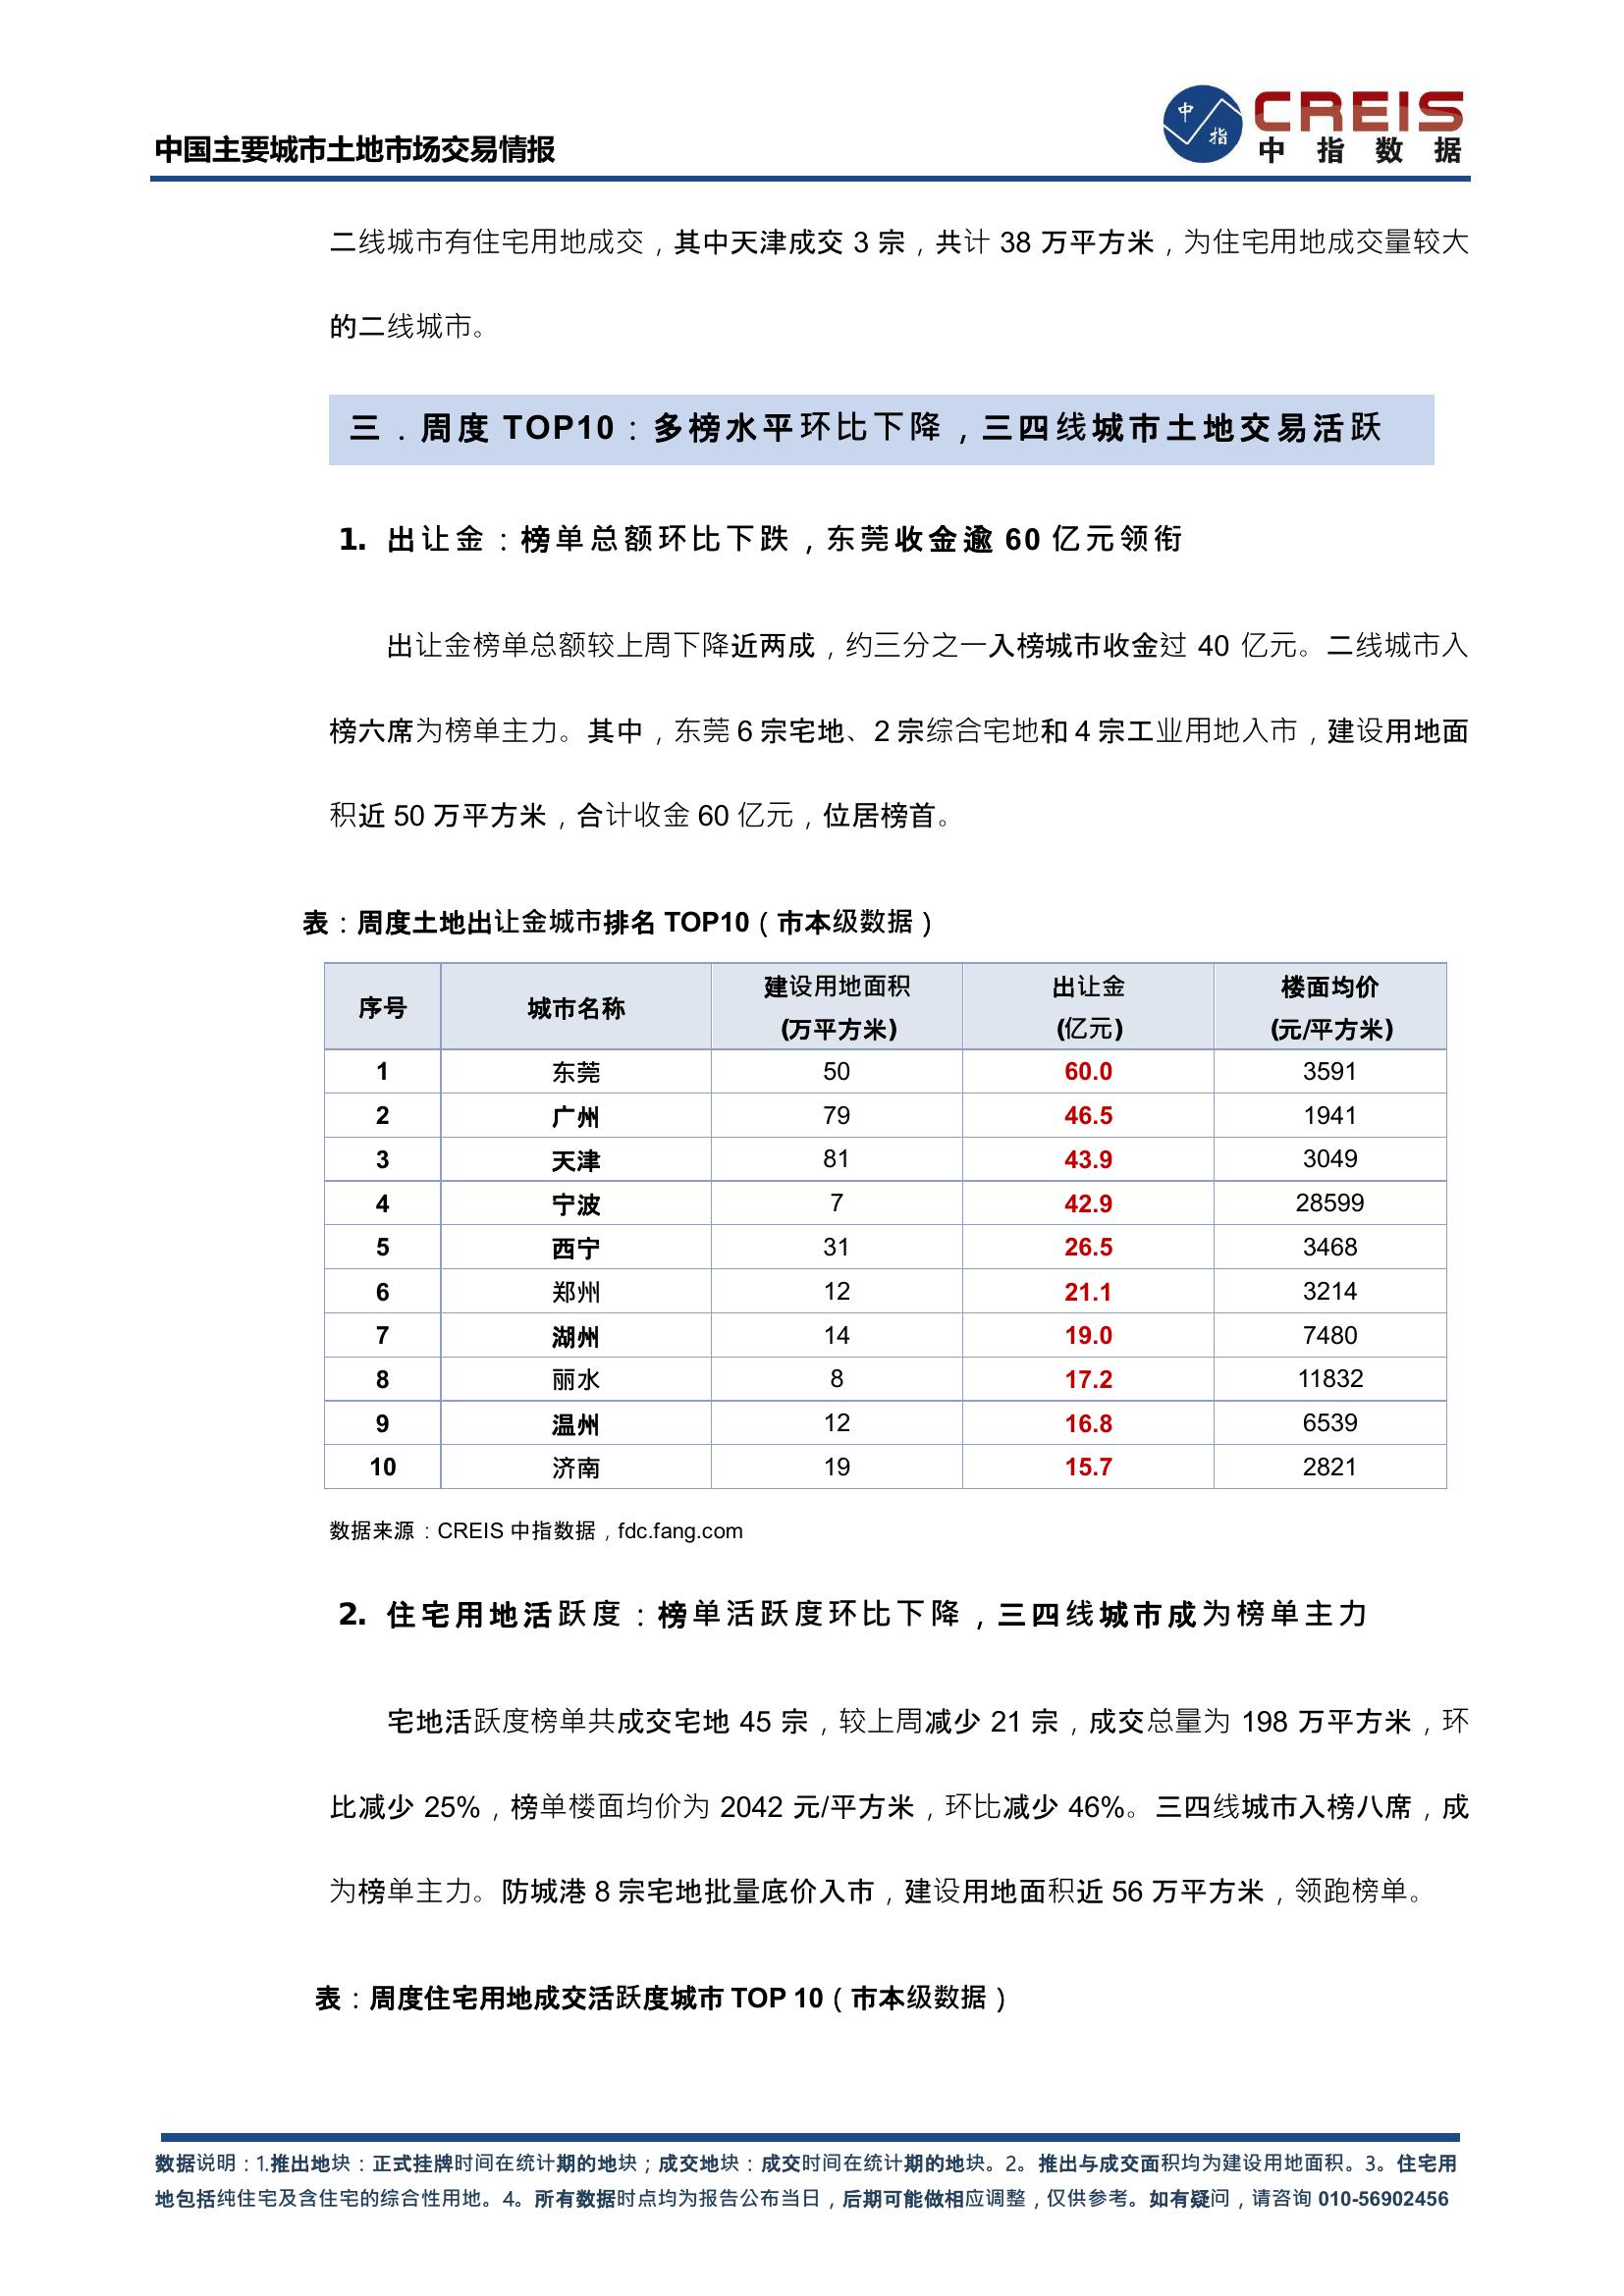 中国主要城市土地市场交易情报
中 指
CREIS
中指数据
二线城市有住宅用地成交，其中天津成交 3 宗，共计 38 万平方米，为住宅用地成交量较大
的二线城市。
三．周度 TOP10：多榜水平环比下降，三四线城市土地交易活跃
1. 出让金：榜单总额环比下跌，东莞收金逾 60 亿元领衔
出让金榜单总额较上周下降近两成，约三分之一入榜城市收金过 40 亿元。二线城市入
榜六席为榜单主力。其中，东莞 6 宗宅地、2 宗综合宅地和 4 宗工业用地入市，建设用地面
积近 50 万平方米，合计收金 60 亿元，位居榜首。
表：周度土地出让金城市排名 TOP10（市本级数据）
序号 城市名称 建设用地面积 (万平方米) 出让金 (亿元) 楼面均价 (元/平方米)
1 东莞 50 60.0 3591
2 广州 79 46.5 1941
3 天津 81 43.9 3049
4 宁波 7 42.9 28599
5 西宁 31 26.5 3468
6 郑州 12 21.1 3214
7 湖州 14 19.0 7480
8 丽水 8 17.2 11832
9 温州 12 16.8 6539
10 济南 19 15.7 2821
数据来源：CREIS 中指数据，fdc.fang.com
2. 住宅用地活跃度：榜单活跃度环比下降，三四线城市成为榜单主力
宅地活跃度榜单共成交宅地 45 宗，较上周减少 21 宗，成交总量为 198 万平方米，环
比减少 25%，榜单楼面均价为 2042 元/平方米，环比减少 46%。三四线城市入榜八席，成
为榜单主力。防城港 8 宗宅地批量底价入市，建设用地面积近 56 万平方米，领跑榜单。
表：周度住宅用地成交活跃度城市 TOP 10（市本级数据）
数据说明：1.推出地块：正式挂牌时间在统计期的地块；成交地块：成交时间在统计期的地块。2。推出与成交面积均为建设用地面积。3。住宅用
地包括纯住宅及含住宅的综合性用地。4。所有数据时点均为报告公布当日，后期可能做相应调整，仅供参考。如有疑问，请咨询 010-56902456